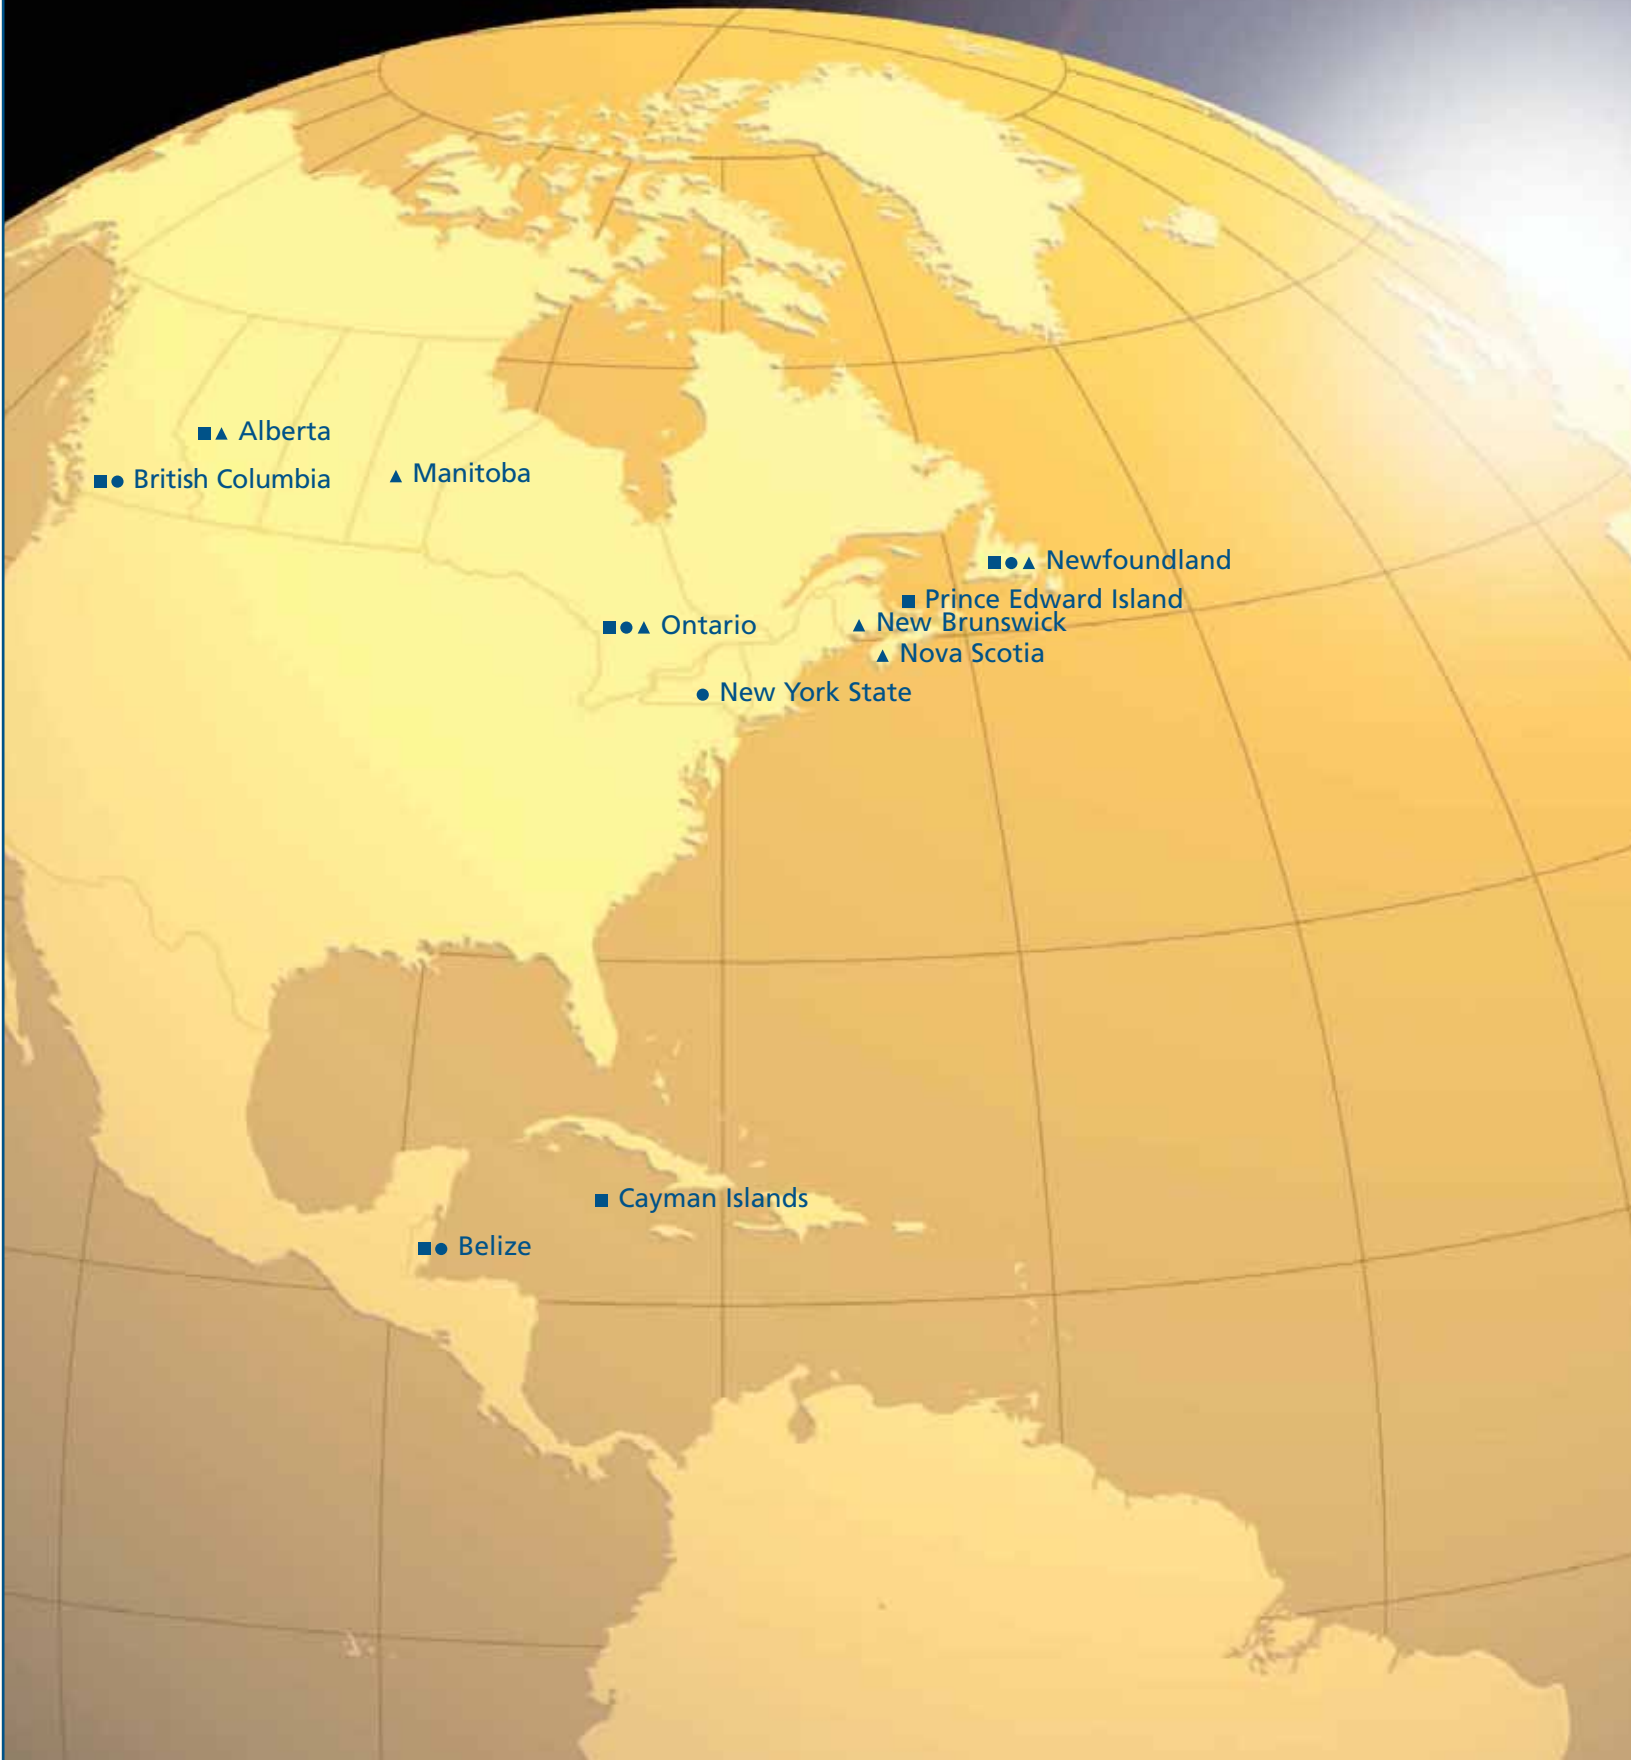 ■▲ Alberta
■● British Columbia
▲ Manitoba
■●▲ Newfoundland
■ Prince Edward Island
▲ New Brunswick
■●▲ Ontario
▲ Nova Scotia
● New York State
■ Cayman Islands
■● Belize